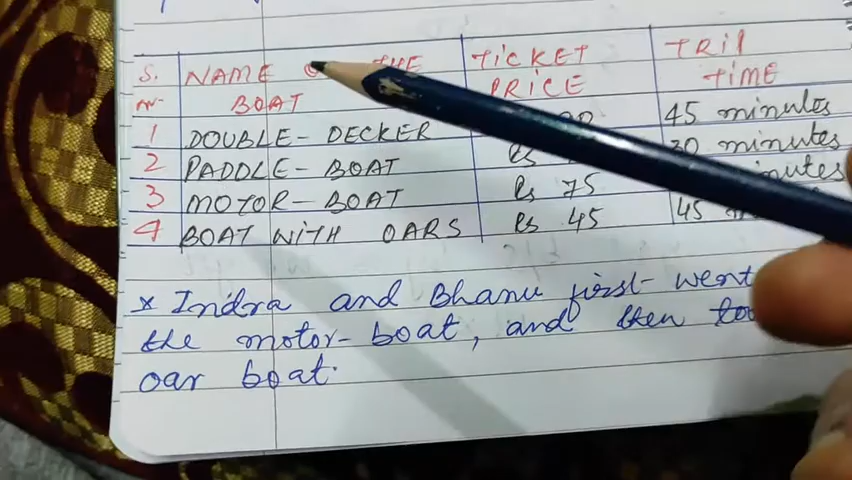 S. NAME THE TICKET TRIP
nr. BOAT PRICE TIME
1 DOUBLE-DECKER 45 minutes
2 PADDLE-BOAT Rs 30 minutes
3 MOTOR-BOAT Rs 75
4 BOAT WITH OARS Rs 45 45
* Indra and Bhanu first went
the motor-boat, and then
oar boat.